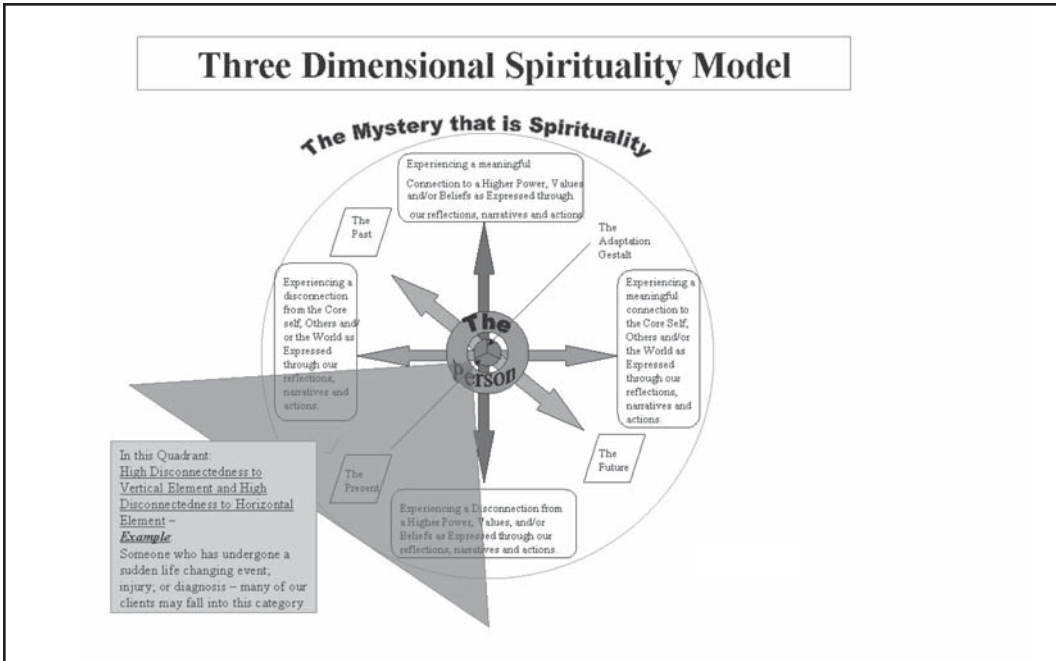 Three Dimensional Spirituality Model
The Mystery that is Spirituality
Experiencing a meaningful
Connection to a Higher Power, Values
and/or Beliefs as Expressed through
our reflections, narratives and actions
The
Past
The
Adaptation
Gestalt
Experiencing a
disconnection
from the Core
self, Others and/
or the World as
Expressed
through our
reflections,
narratives and
actions.
The
Person
Experiencing a
meaningful
connection to
the Core Self,
Others and/or
the World as
Expressed
through our
reflections,
narratives and
actions.
The
Present
The
Future
Experiencing a Disconnection from
a Higher Power, Values, and/or
Beliefs as Expressed through our
reflections, narratives and actions.
In this Quadrant:
High Disconnectedness to
Vertical Element and High
Disconnectedness to Horizontal
Element –
Example:
Someone who has undergone a
sudden life changing event;
injury; or diagnosis – many of our
clients may fall into this category